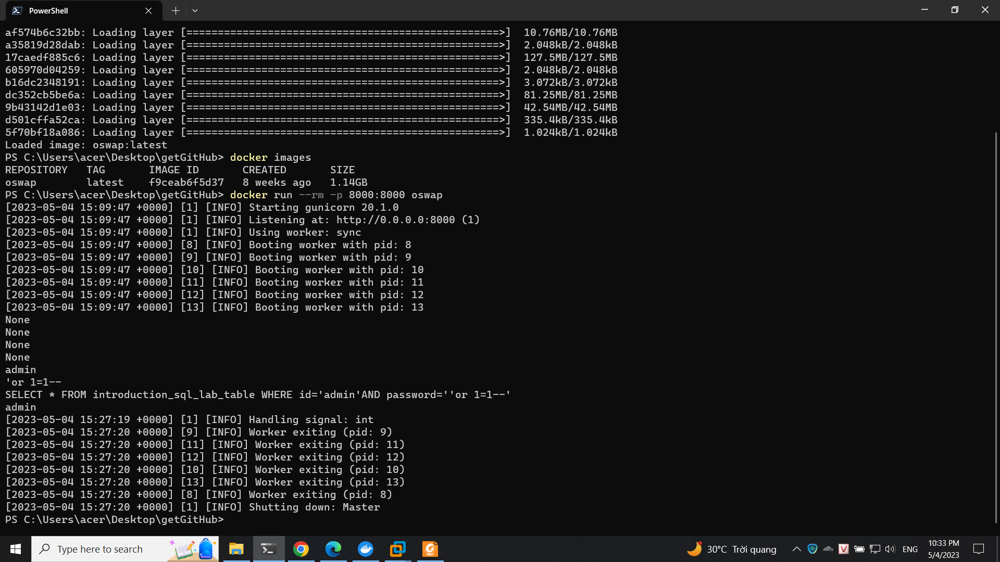 PowerShell
af574b6c32bb: Loading layer [==================================================>]  10.76MB/10.76MB
a35819d28dab: Loading layer [==================================================>]  2.048kB/2.048kB
17caedf885c6: Loading layer [==================================================>]  127.5MB/127.5MB
605970d04259: Loading layer [==================================================>]  2.048kB/2.048kB
b16dc2348191: Loading layer [==================================================>]  3.072kB/3.072kB
dc352cb5be6a: Loading layer [==================================================>]  81.25MB/81.25MB
9b43142d1e03: Loading layer [==================================================>]  42.54MB/42.54MB
d501cffa52ca: Loading layer [==================================================>]  335.4kB/335.4kB
5f70bf18a086: Loading layer [==================================================>]  1.024kB/1.024kB
Loaded image: oswap:latest
PS C:\Users\acer\Desktop\getGitHub> docker images
REPOSITORY   TAG       IMAGE ID       CREATED       SIZE
oswap        latest    f9ceab6f5d37   8 weeks ago   1.14GB
PS C:\Users\acer\Desktop\getGitHub> docker run --rm -p 8000:8000 oswap
[2023-05-04 15:09:47 +0000] [1] [INFO] Starting gunicorn 20.1.0
[2023-05-04 15:09:47 +0000] [1] [INFO] Listening at: http://0.0.0.0:8000 (1)
[2023-05-04 15:09:47 +0000] [1] [INFO] Using worker: sync
[2023-05-04 15:09:47 +0000] [8] [INFO] Booting worker with pid: 8
[2023-05-04 15:09:47 +0000] [9] [INFO] Booting worker with pid: 9
[2023-05-04 15:09:47 +0000] [10] [INFO] Booting worker with pid: 10
[2023-05-04 15:09:47 +0000] [11] [INFO] Booting worker with pid: 11
[2023-05-04 15:09:47 +0000] [12] [INFO] Booting worker with pid: 12
[2023-05-04 15:09:47 +0000] [13] [INFO] Booting worker with pid: 13
None
None
None
None
admin
'or 1=1--
SELECT * FROM introduction_sql_lab_table WHERE id='admin'AND password=''or 1=1--'
admin
[2023-05-04 15:27:19 +0000] [1] [INFO] Handling signal: int
[2023-05-04 15:27:20 +0000] [9] [INFO] Worker exiting (pid: 9)
[2023-05-04 15:27:20 +0000] [11] [INFO] Worker exiting (pid: 11)
[2023-05-04 15:27:20 +0000] [12] [INFO] Worker exiting (pid: 12)
[2023-05-04 15:27:20 +0000] [10] [INFO] Worker exiting (pid: 10)
[2023-05-04 15:27:20 +0000] [13] [INFO] Worker exiting (pid: 13)
[2023-05-04 15:27:20 +0000] [8] [INFO] Worker exiting (pid: 8)
[2023-05-04 15:27:20 +0000] [1] [INFO] Shutting down: Master
PS C:\Users\acer\Desktop\getGitHub>
Type here to search
30°C Trời quang
ENG
10:33 PM
5/4/2023